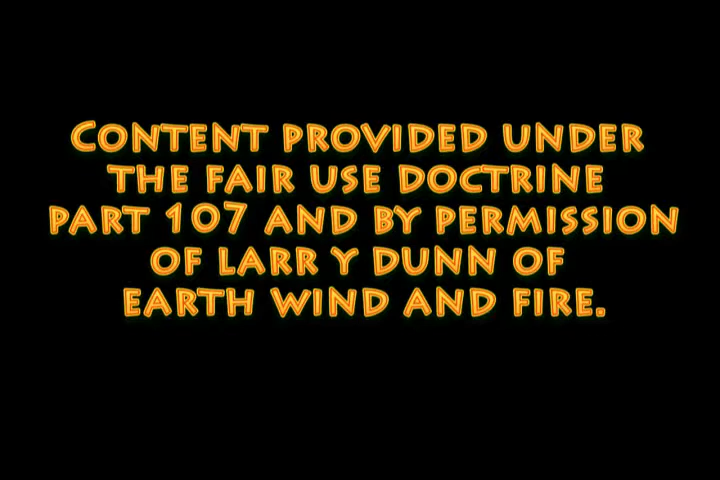 Content provided under
the fair use doctrine
part 107 and by permission
of Larr y Dunn of
Earth Wind and Fire.